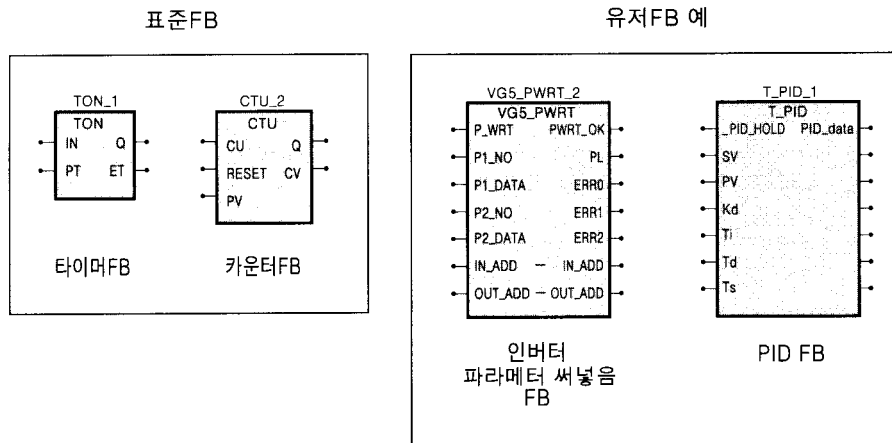 표준FB
유저FB 예
TON_1
TON
IN Q
PT ET
타이머FB
CTU_2
CTU
CU Q
RESET CV
PV
카운터FB
VG5_PWRT_2
VG5_PWRT
P_WRT PWRT_OK
P1_NO PL
P1_DATA ERR0
P2_NO ERR1
P2_DATA ERR2
IN_ADD — IN_ADD
OUT_ADD — OUT_ADD
인버터
파라메터 써넣음
FB
T_PID_1
T_PID
_PID_HOLD PID_data
SV
PV
Kd
Ti
Td
Ts
PID FB